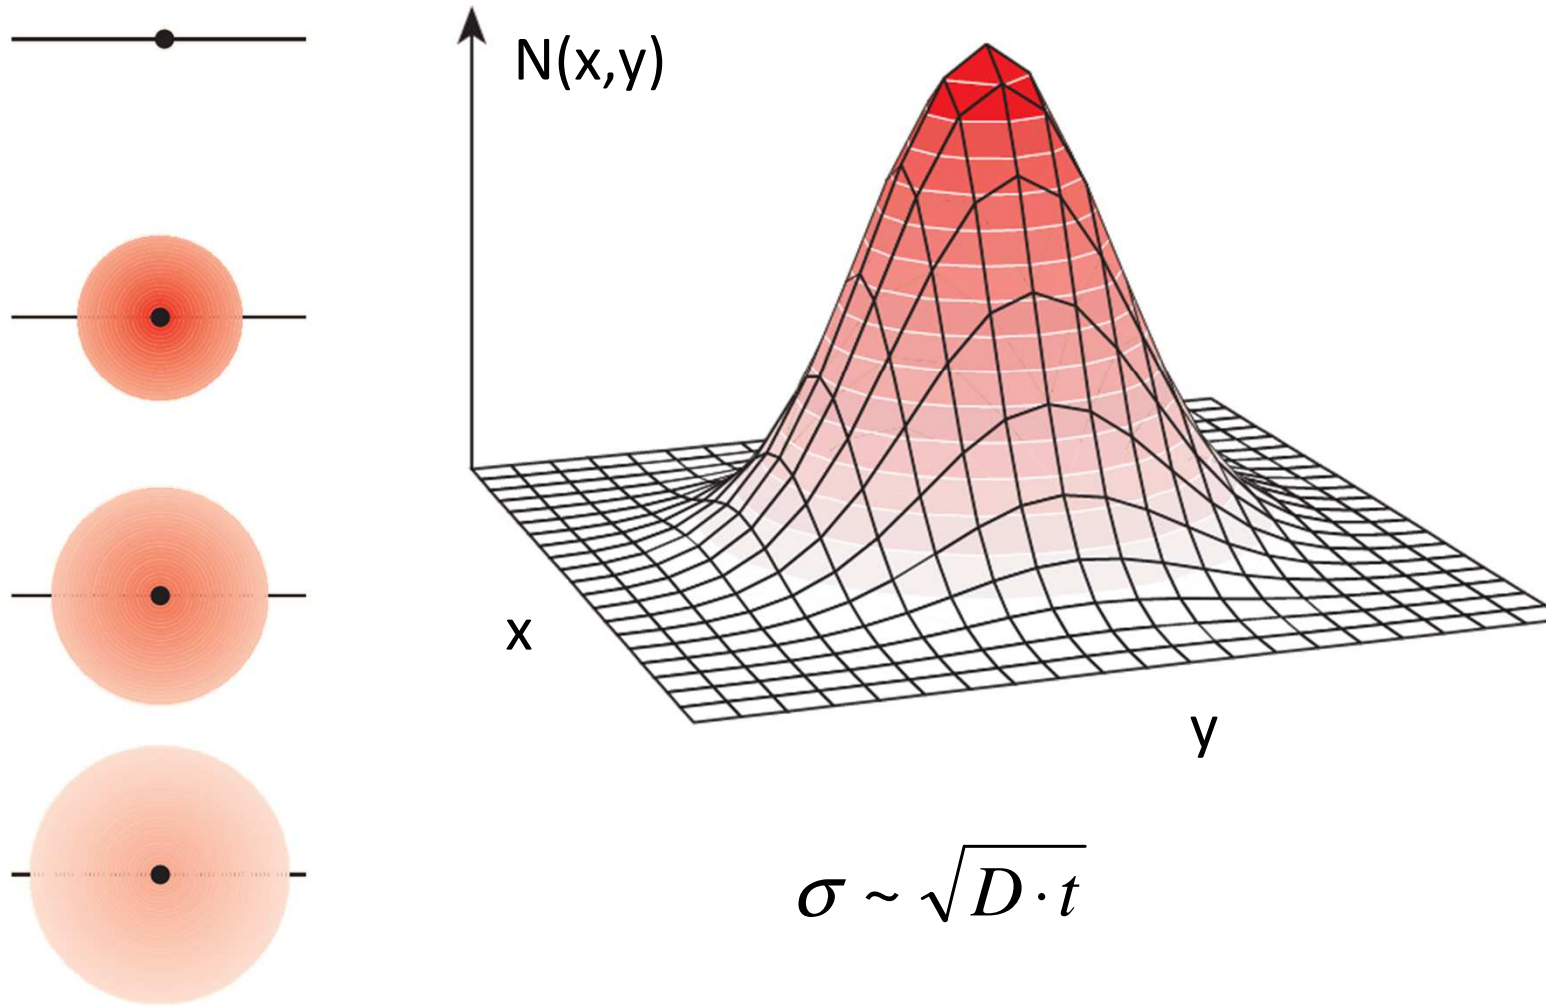 N(x,y)
x
y
σ ~ √D · t